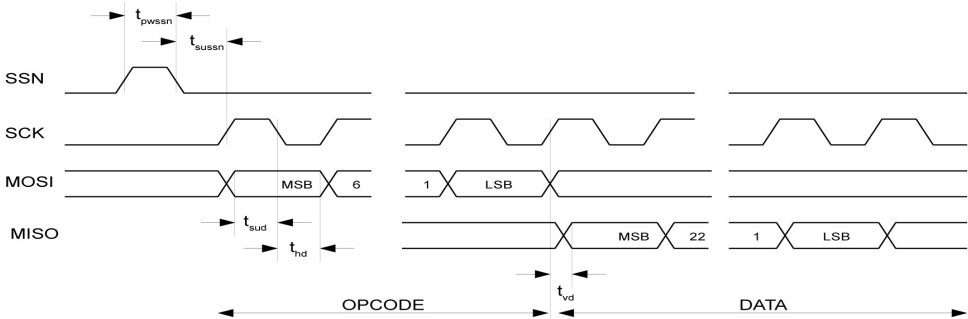 tpwssn
tsussn
SSN
SCK
MOSI MSB 6 1 LSB
tsud
MISO MSB 22 1 LSB
thd
tvd
OPCODE DATA